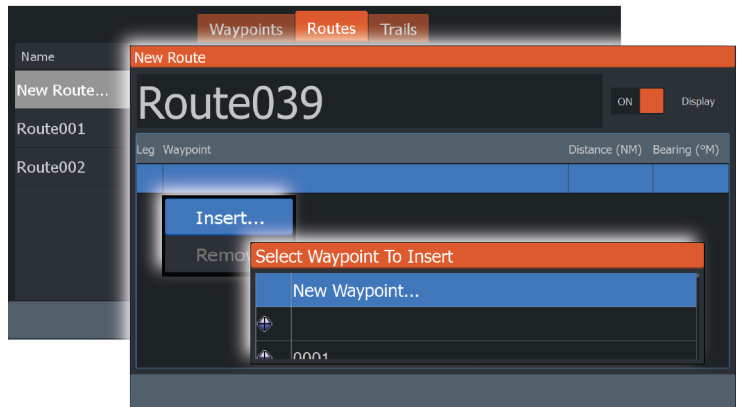 Waypoints Routes Trails
Name
New Route...
Route001
Route002
New Route
Route039
ON Display
Leg Waypoint Distance (NM) Bearing (°M)
Insert...
Remo
Select Waypoint To Insert
New Waypoint...
0001